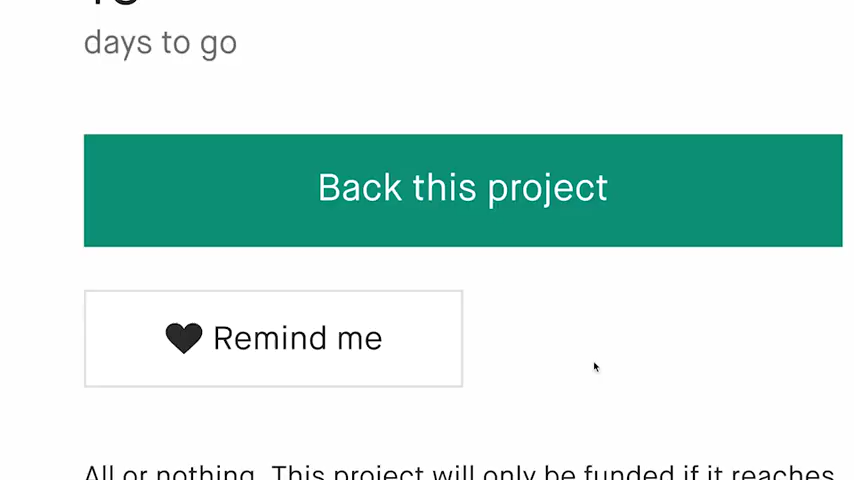 days to go
Back this project
Remind me
All or nothing. This project will only be funded if it reaches